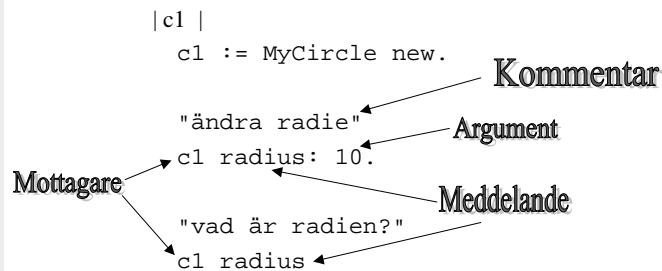 |c1 |
c1 := MyCircle new.
Kommentar
"ändra radie"
Argument
c1 radius: 10.
Mottagare
Meddelande
"vad är radien?"
c1 radius